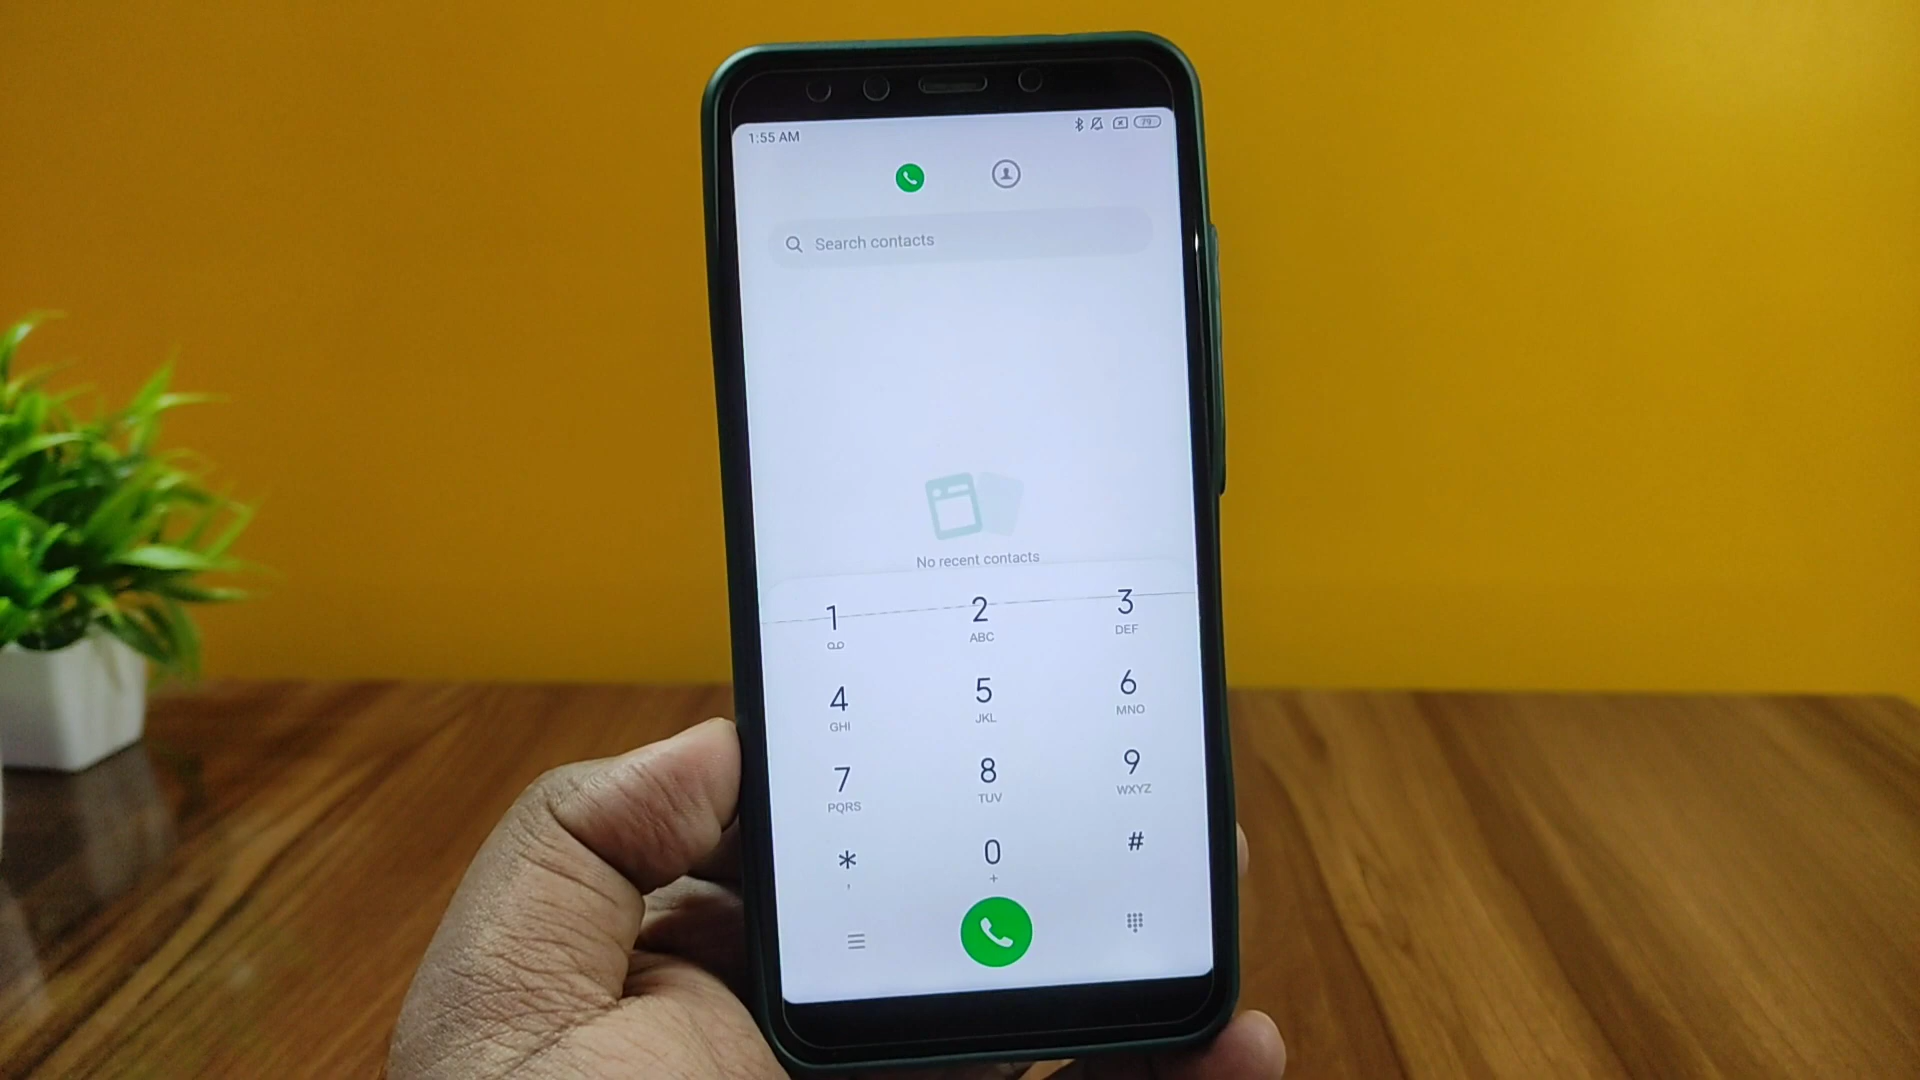 1:55 AM 79
Search contacts
No recent contacts
1 2 3
ABC DEF
4 5 6
GHI JKL MNO
7 8 9
PQRS TUV WXYZ
* 0 #
, +